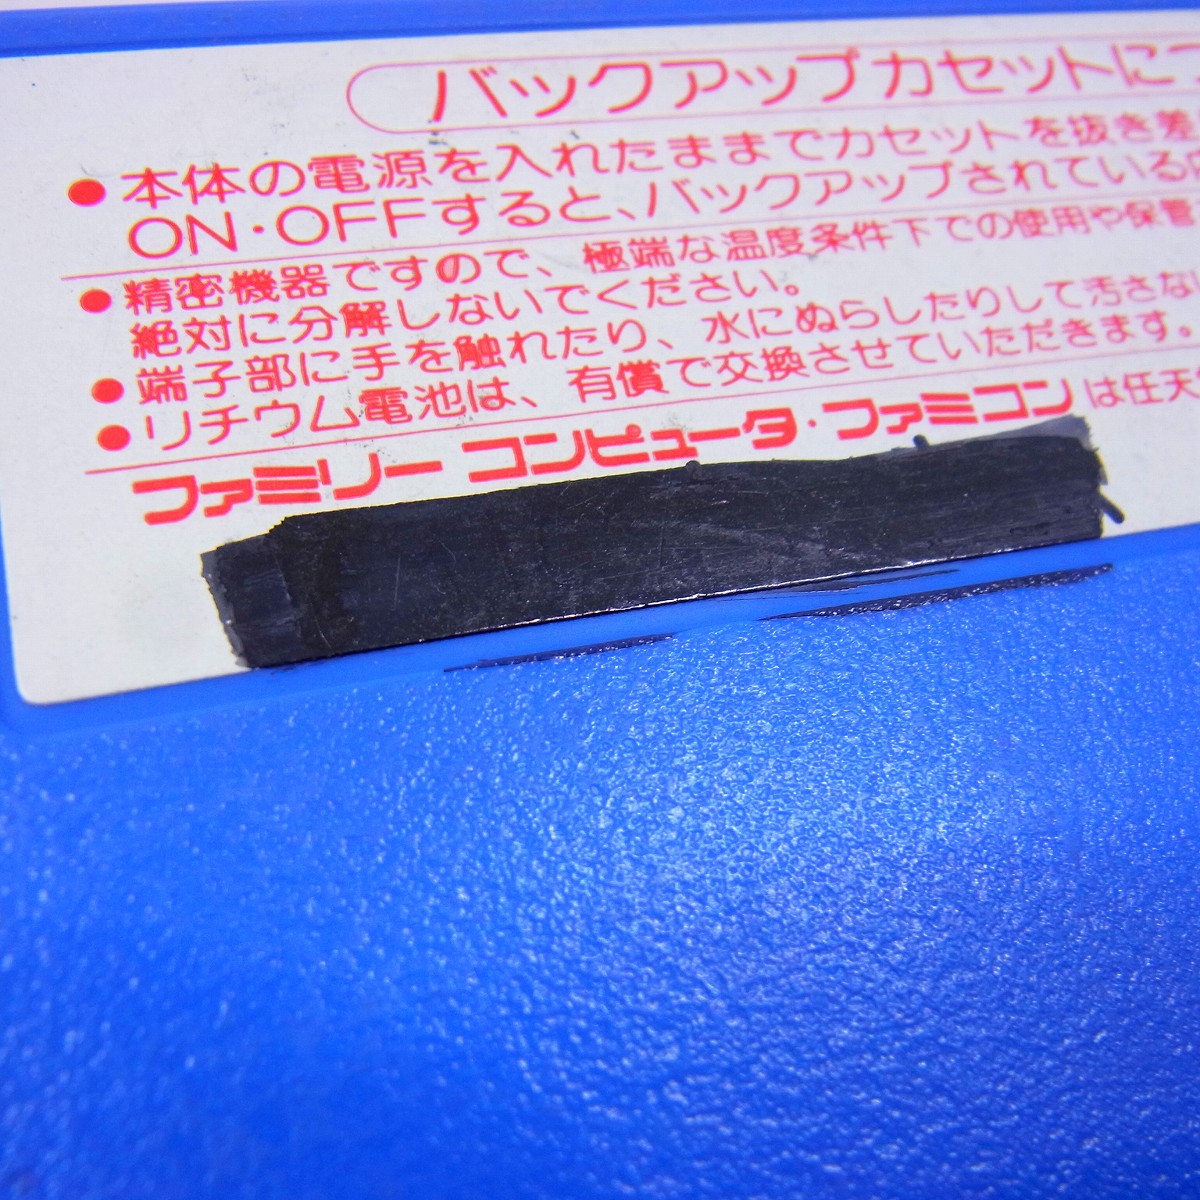 バックアップカセットにつ
●本体の電源を入れたままでカセットを抜き差
ON・OFFすると、バックアップされている
●精密機器ですので、極端な温度条件下での使用や保管
絶対に分解しないでください。
●端子部に手を触れたり、水にぬらしたりして汚さない
●リチウム電池は、有償で交換させていただきます。
ファミリー コンピュータ・ファミコンは任天